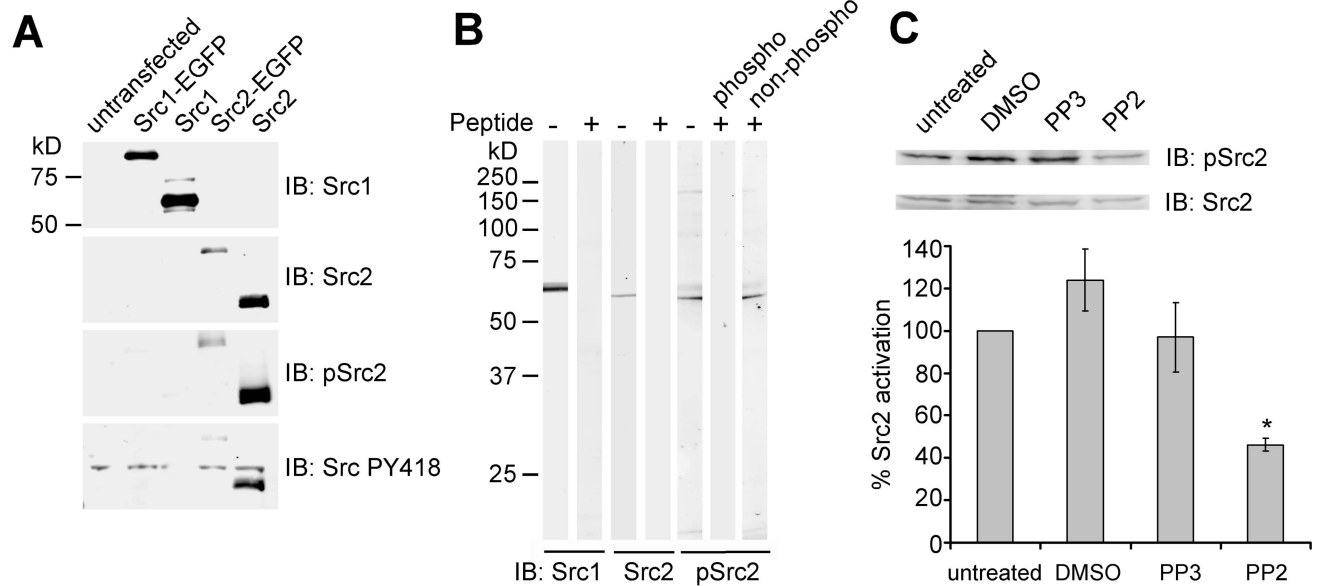 A
untransfected
Src1-EGFP
Src1
Src2-EGFP
Src2
kD
75
50
IB: Src1
IB: Src2
IB: pSrc2
IB: Src PY418
B
phospho
non-phospho
Peptide - + - + - + +
kD
250
150
100
75
50
37
25
IB: Src1 Src2 pSrc2
C
untreated
DMSO
PP3
PP2
IB: pSrc2
IB: Src2
% Src2 activation
140
120
100
80
60
40
20
0
*
untreated DMSO PP3 PP2